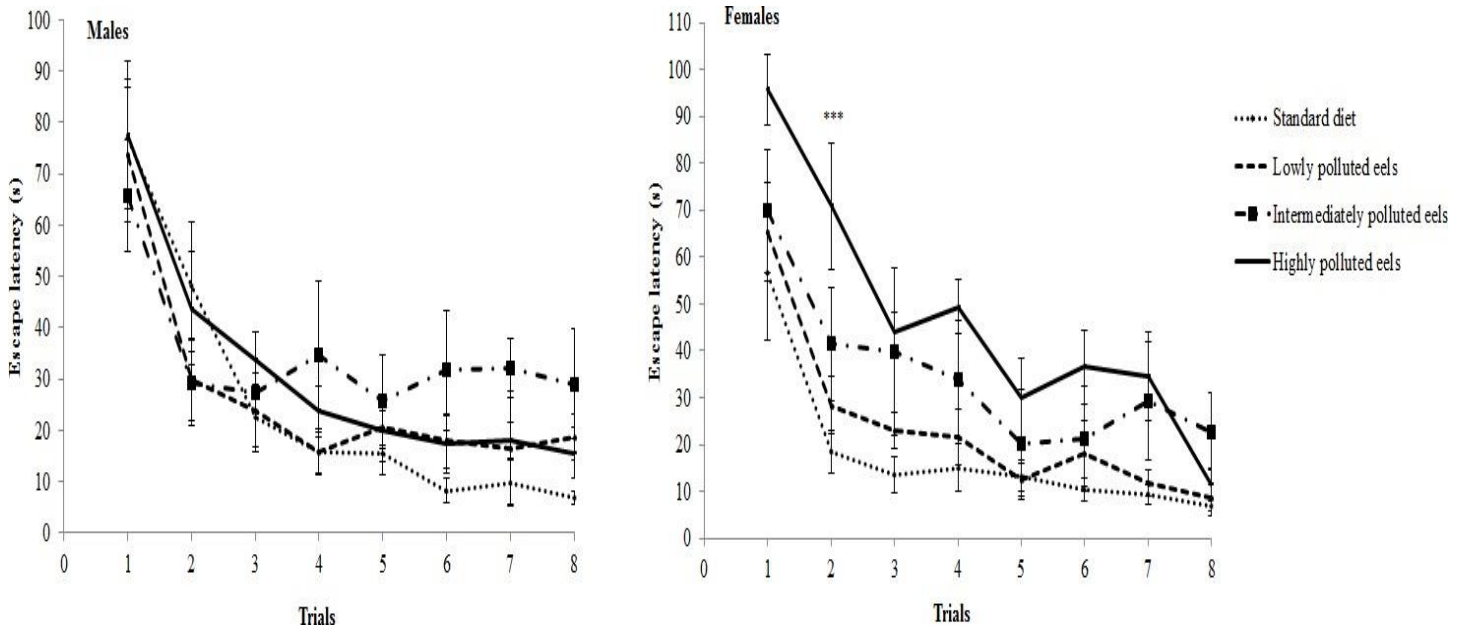 Males
Escape latency (s)
100
90
80
70
60
50
40
30
20
10
0
0 1 2 3 4 5 6 7 8
Trials
Females
Escape latency (s)
110
100
90
80
70
60
50
40
30
20
10
0
***
0 1 2 3 4 5 6 7 8
Trials
Standard diet
Lowly polluted eels
Intermediately polluted eels
Highly polluted eels